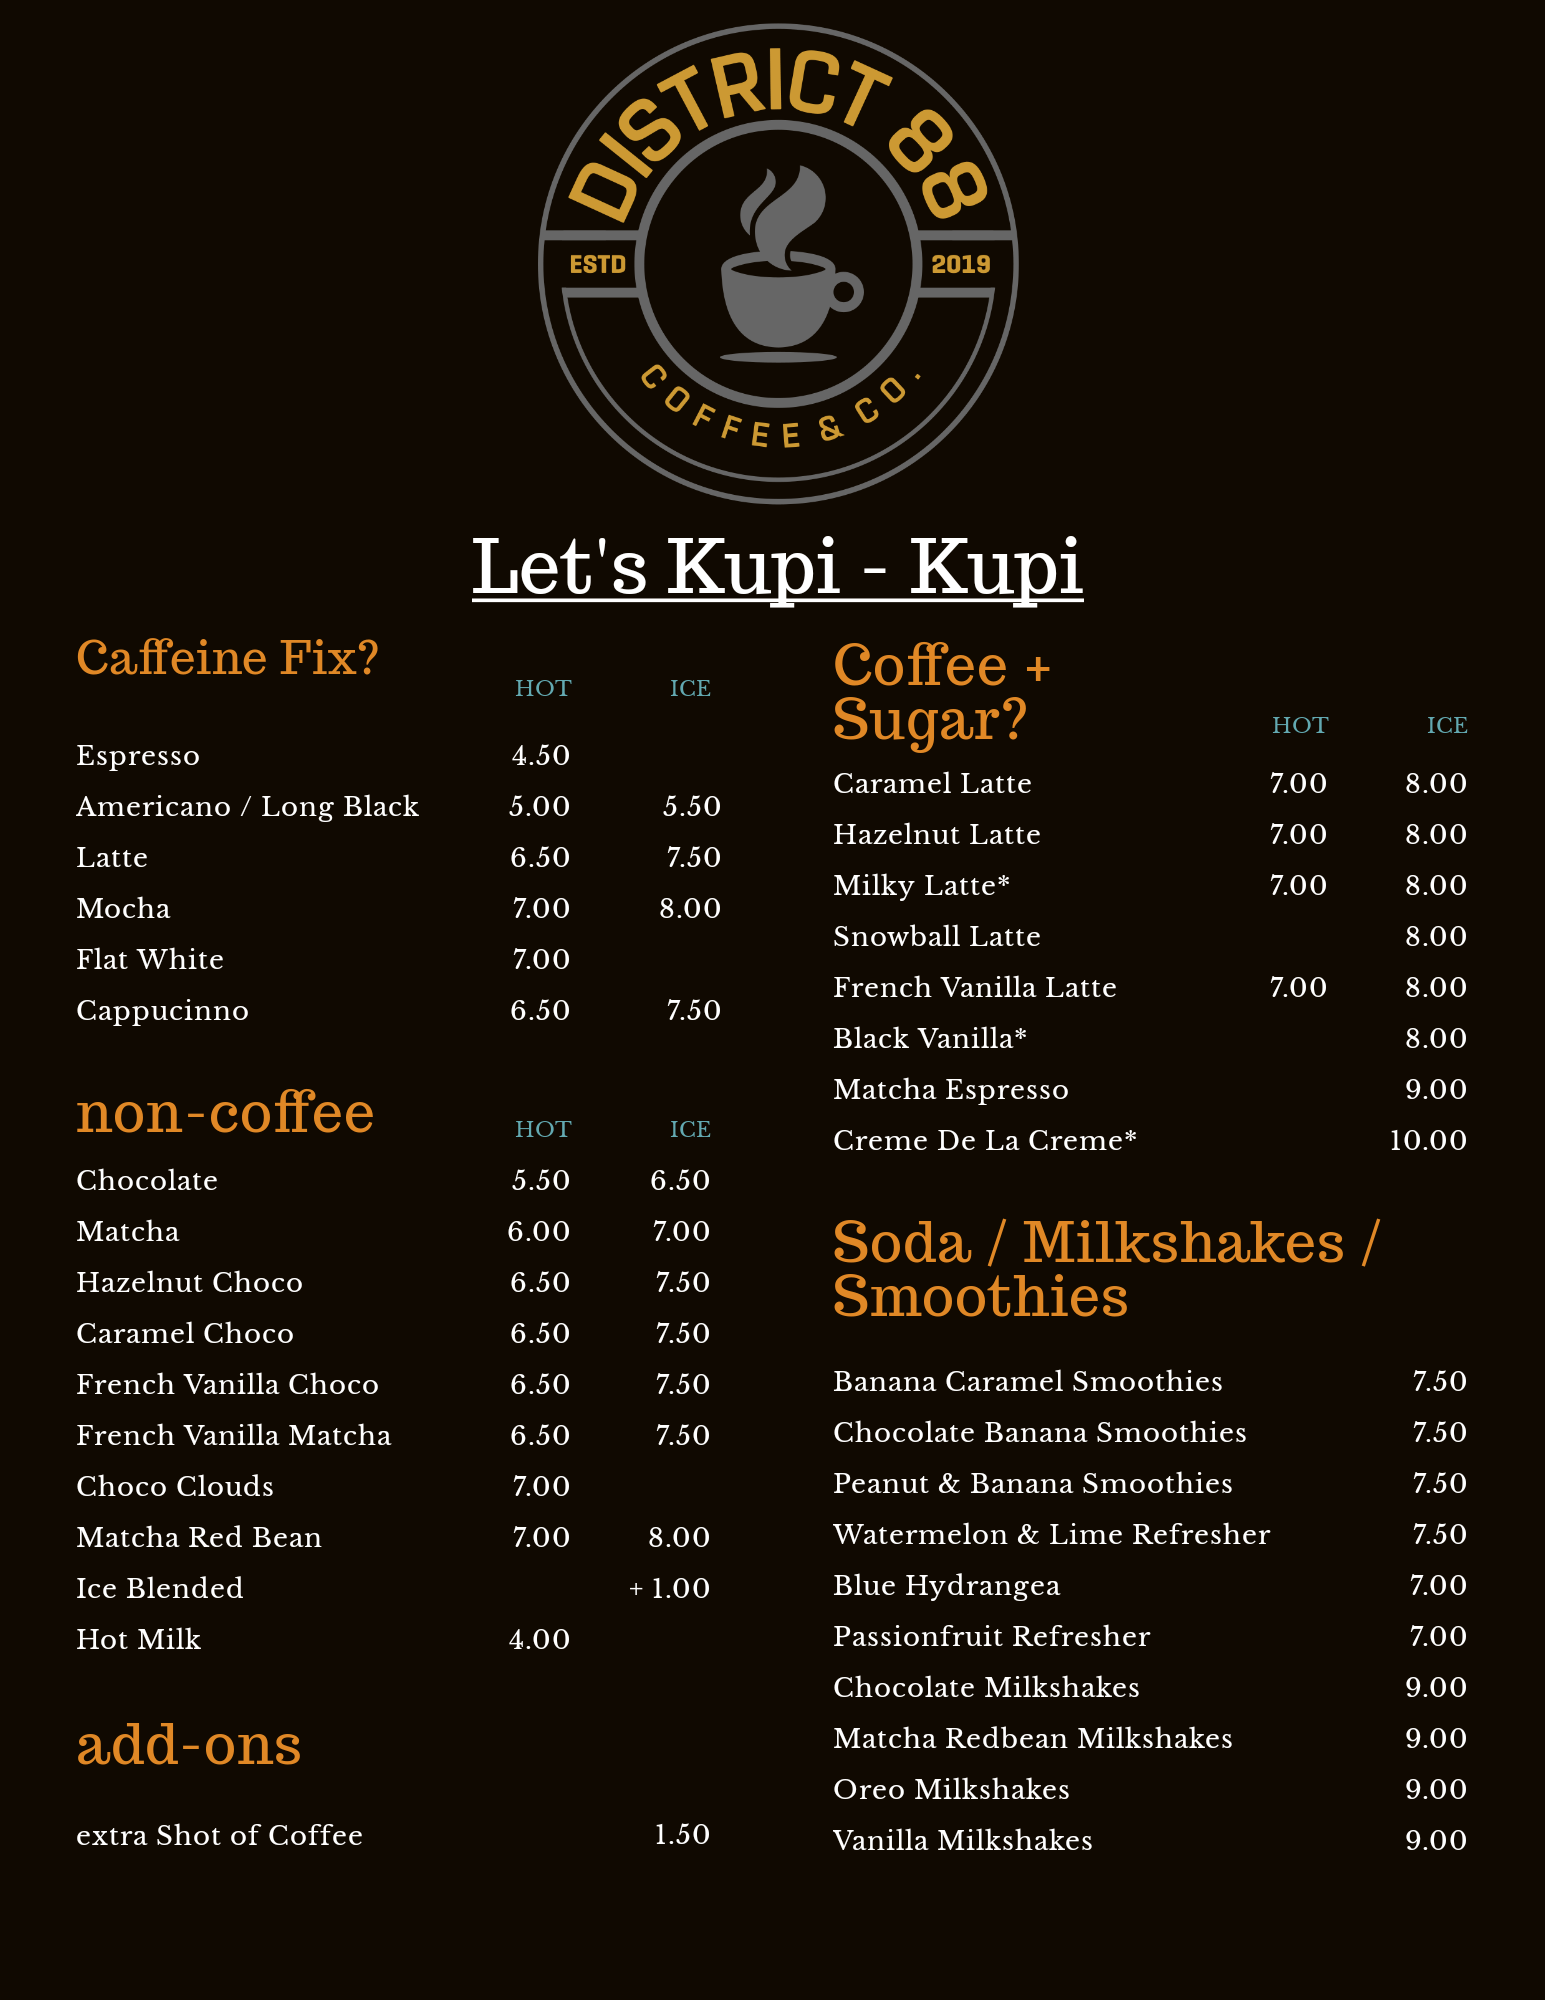 DISTRICT 88
ESTD 2019
COFFEE & CO.
Let's Kupi - Kupi
Caffeine Fix?
HOT ICE
Espresso 4.50
Americano / Long Black 5.00 5.50
Latte 6.50 7.50
Mocha 7.00 8.00
Flat White 7.00
Cappucinno 6.50 7.50
non-coffee
HOT ICE
Chocolate 5.50 6.50
Matcha 6.00 7.00
Hazelnut Choco 6.50 7.50
Caramel Choco 6.50 7.50
French Vanilla Choco 6.50 7.50
French Vanilla Matcha 6.50 7.50
Choco Clouds 7.00
Matcha Red Bean 7.00 8.00
Ice Blended + 1.00
Hot Milk 4.00
add-ons
extra Shot of Coffee 1.50
Coffee +
Sugar?
HOT ICE
Caramel Latte 7.00 8.00
Hazelnut Latte 7.00 8.00
Milky Latte* 7.00 8.00
Snowball Latte 8.00
French Vanilla Latte 7.00 8.00
Black Vanilla* 8.00
Matcha Espresso 9.00
Creme De La Creme* 10.00
Soda / Milkshakes /
Smoothies
Banana Caramel Smoothies 7.50
Chocolate Banana Smoothies 7.50
Peanut & Banana Smoothies 7.50
Watermelon & Lime Refresher 7.50
Blue Hydrangea 7.00
Passionfruit Refresher 7.00
Chocolate Milkshakes 9.00
Matcha Redbean Milkshakes 9.00
Oreo Milkshakes 9.00
Vanilla Milkshakes 9.00